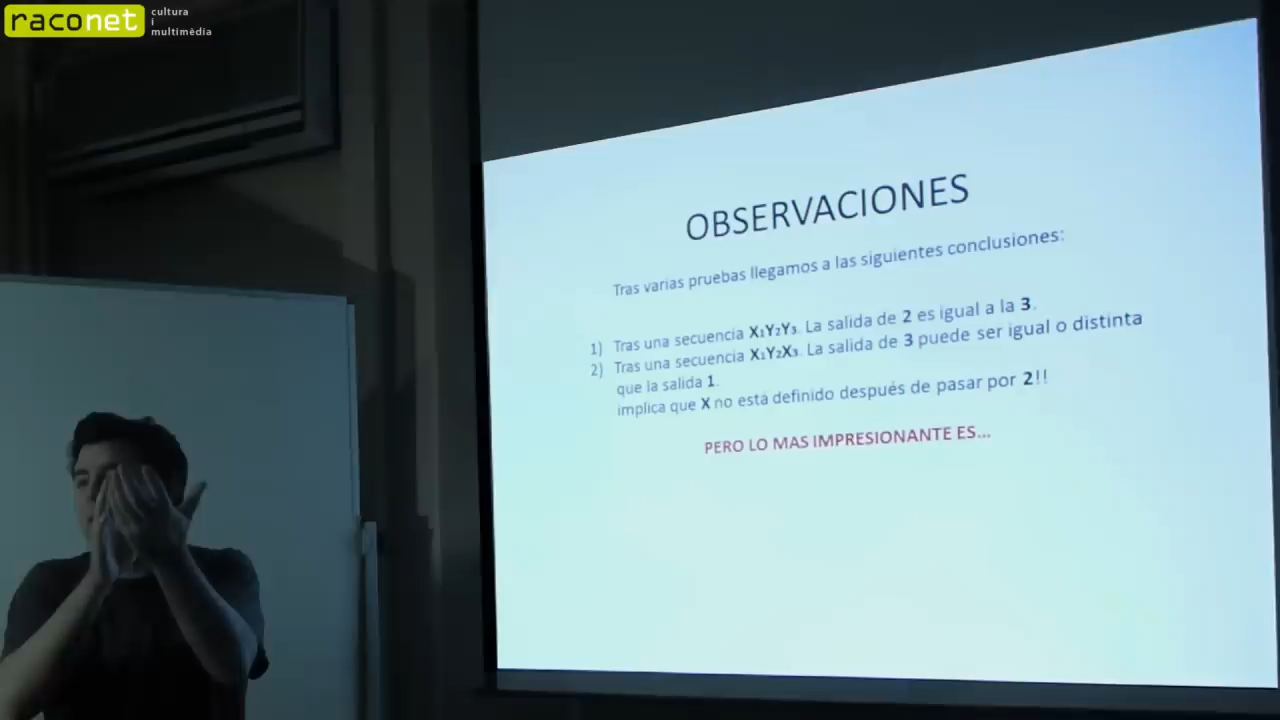 raconet
cultura
i
multimèdia
OBSERVACIONES
Tras varias pruebas llegamos a las siguientes conclusiones:
1) Tras una secuencia X₁Y₂Y₃. La salida de 2 es igual a la 3.
2) Tras una secuencia X₁Y₂X₃. La salida de 3 puede ser igual o distinta
que la salida 1.
implica que X no está definido después de pasar por 2!!
PERO LO MAS IMPRESIONANTE ES...